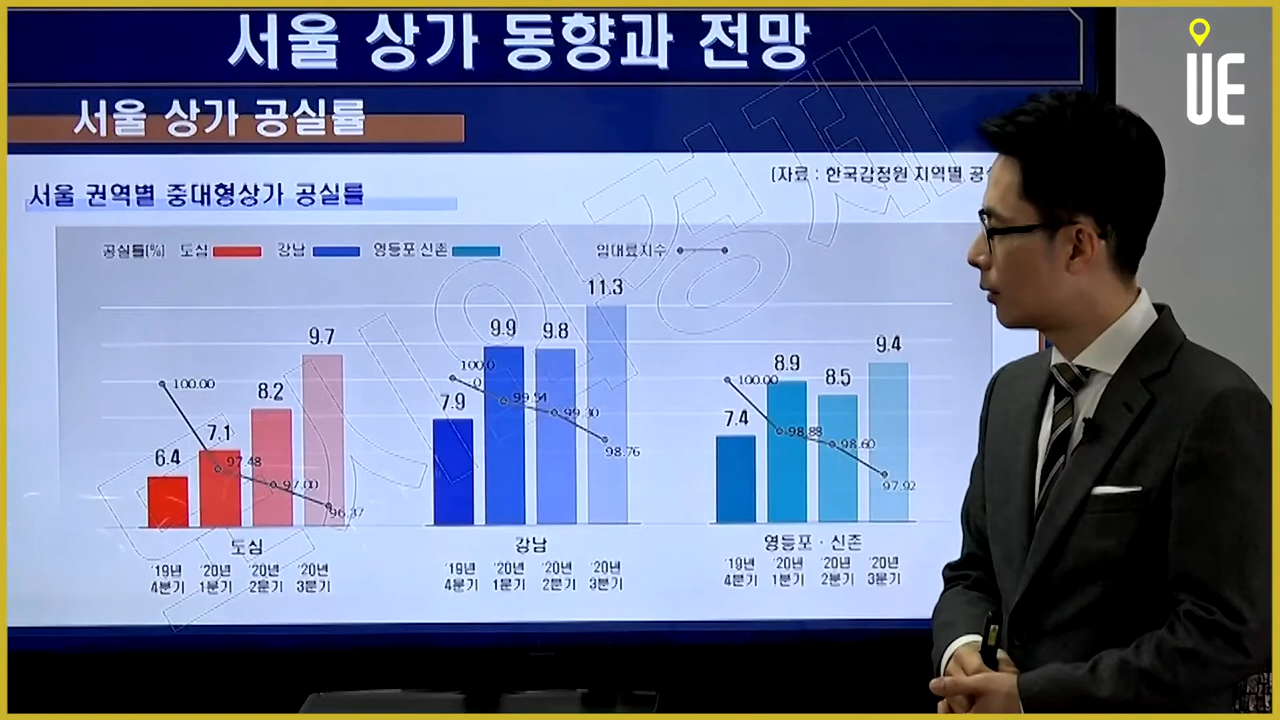 서울 상가 동향과 전망
UE
서울 상가 공실률
(자료 : 한국감정원 지역별
서울 권역별 중대형상가 공실률
공실률(%) 도심 강남 영등포 신촌 임대료지수
6.4 7.1 8.2 9.7
100.00 97.48 97.00 96.37
7.9 9.9 9.8 11.3
100.00 99.54 99.30 98.76
7.4 8.9 8.5 9.4
100.00 98.88 98.60 97.92
도심 강남 영등포 · 신촌
'19년 '20년 '20년 '20년 '19년 '20년 '20년 '20년 '19년 '20년 '20년 '20년
4분기 1분기 2분기 3분기 4분기 1분기 2분기 3분기 4분기 1분기 2분기 3분기
도시와경제